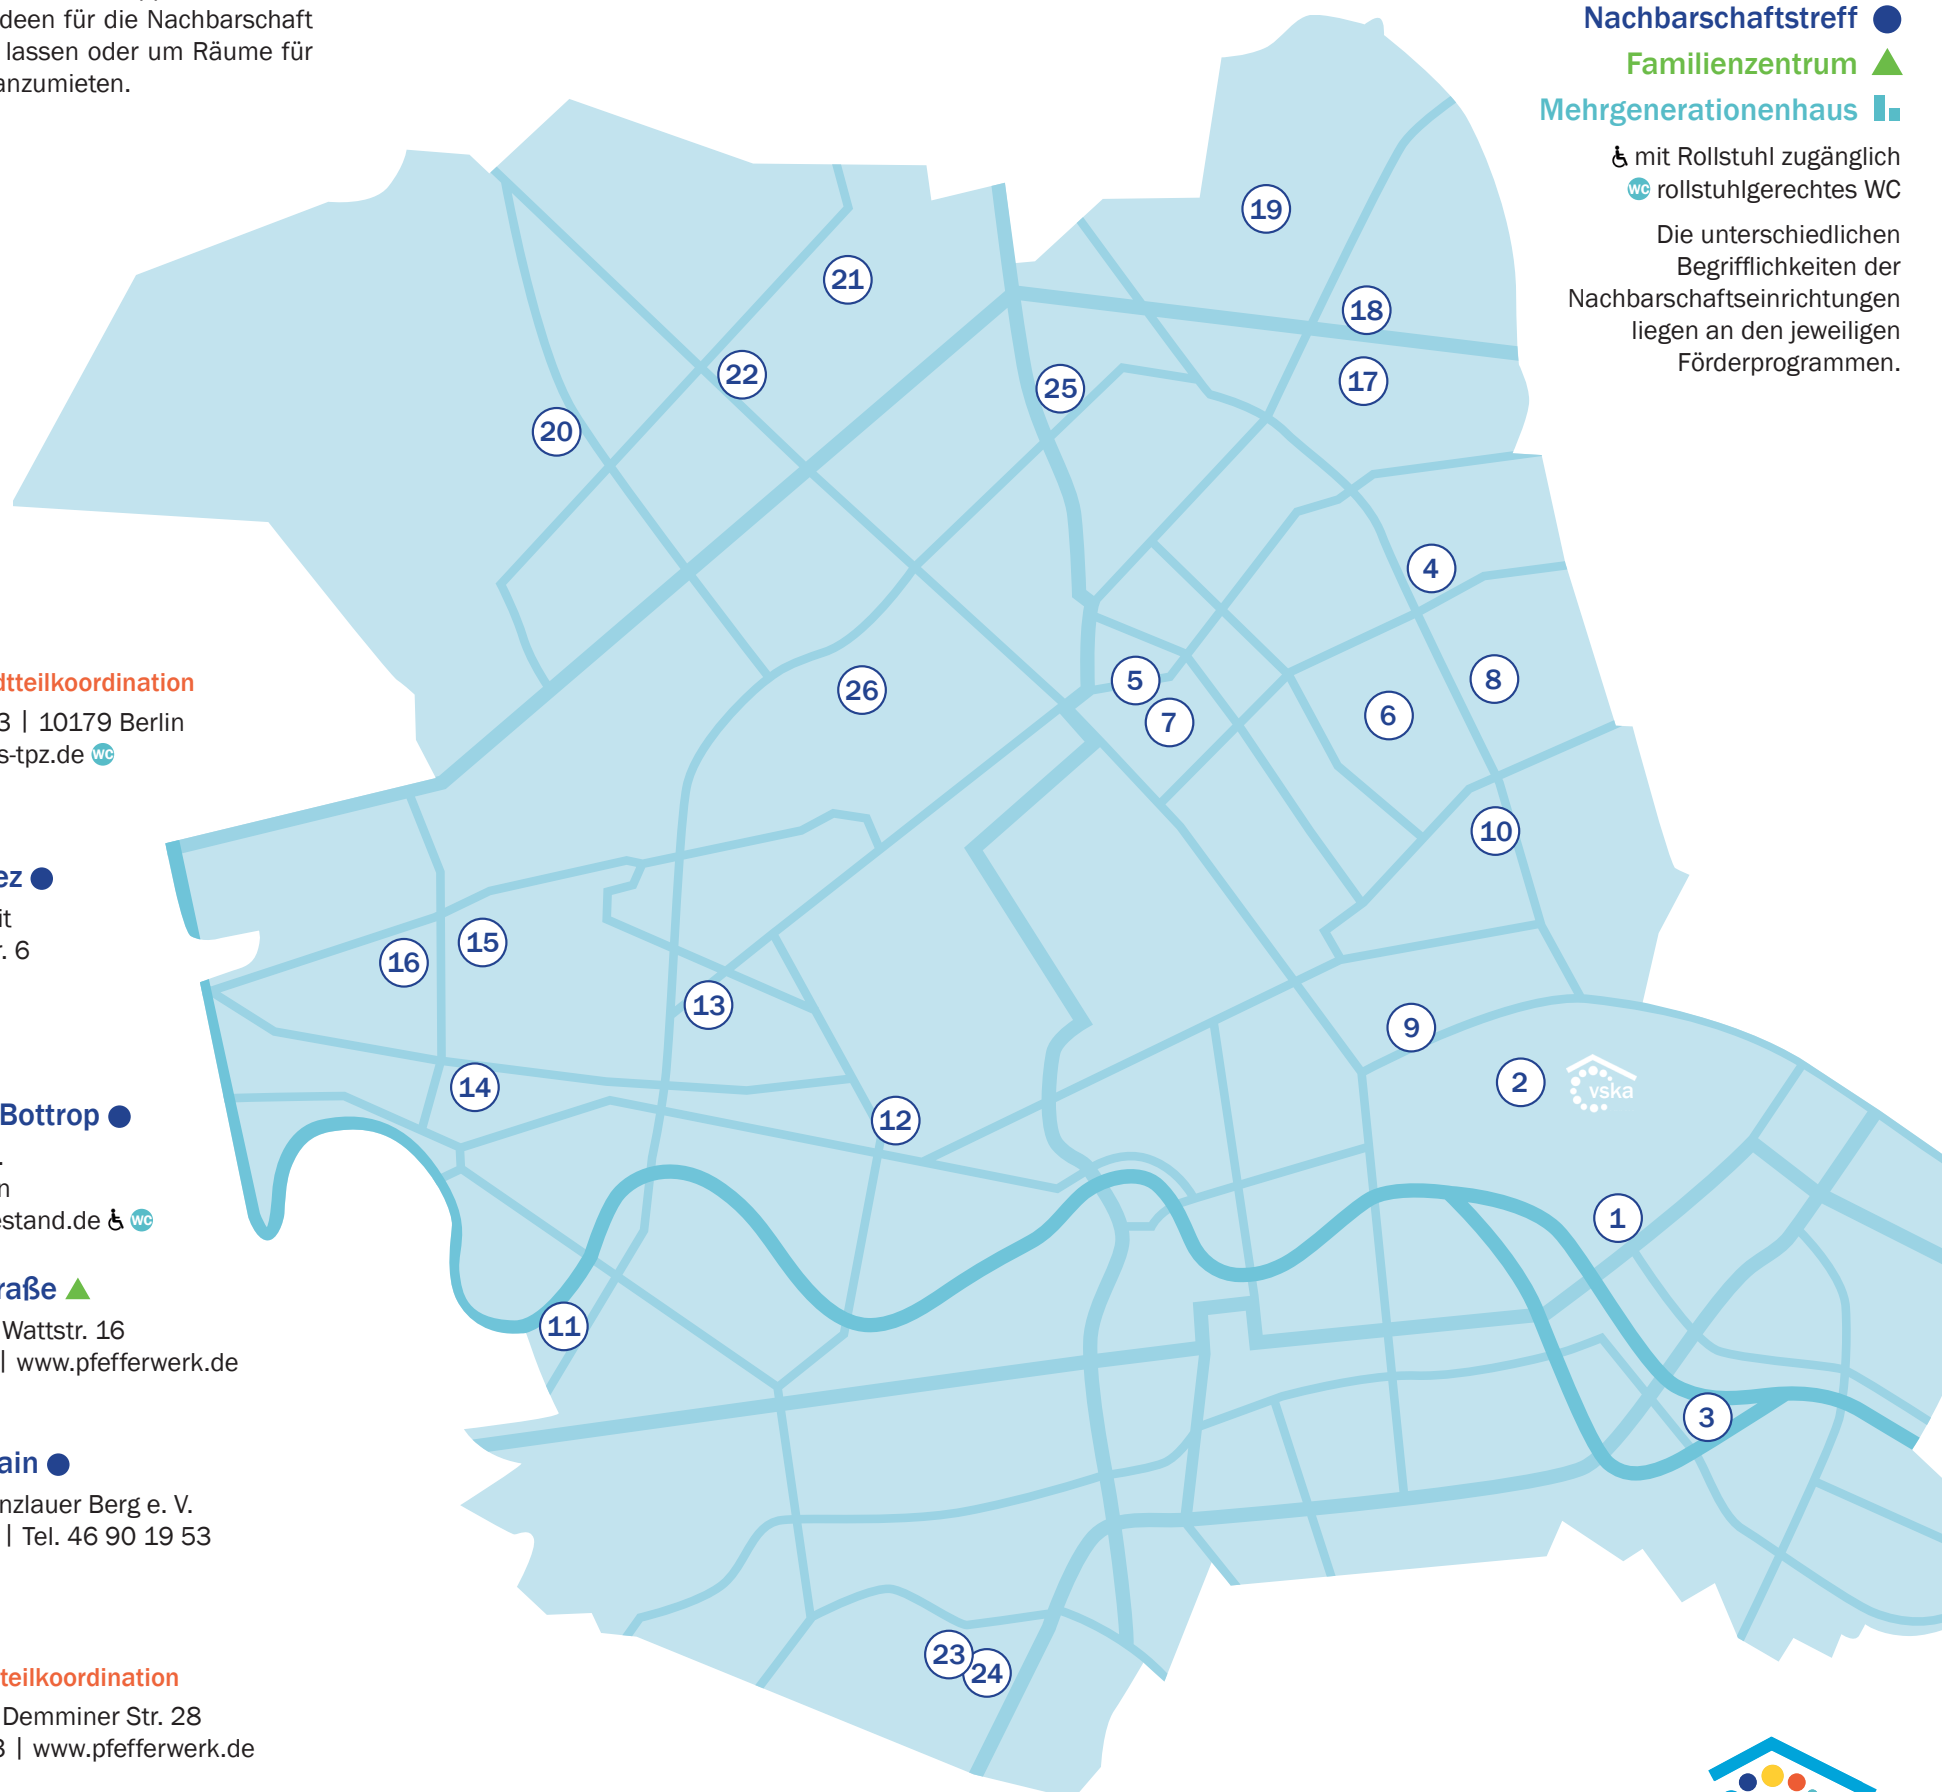 deen für die Nachbarschaft
lassen oder um Räume für
anzumieten.
Nachbarschaftstreff
Familienzentrum
Mehrgenerationenhaus
mit Rollstuhl zugänglich
WC rollstuhlgerechtes WC
Die unterschiedlichen
Begrifflichkeiten der
Nachbarschaftseinrichtungen
liegen an den jeweiligen
Förderprogrammen.
dtteilkoordination
3 | 10179 Berlin
s-tpz.de WC
ez
it
r. 6
Bottrop
n
estand.de WC
raße
Wattstr. 16
| www.pfefferwerk.de
ain
nzlauer Berg e. V.
| Tel. 46 90 19 53
teilkoordination
Demminer Str. 28
3 | www.pfefferwerk.de
19
21
18
22
25
17
20
4
5
26
8
7
6
10
15
16
13
9
14
2
vska
12
1
11
3
23
24